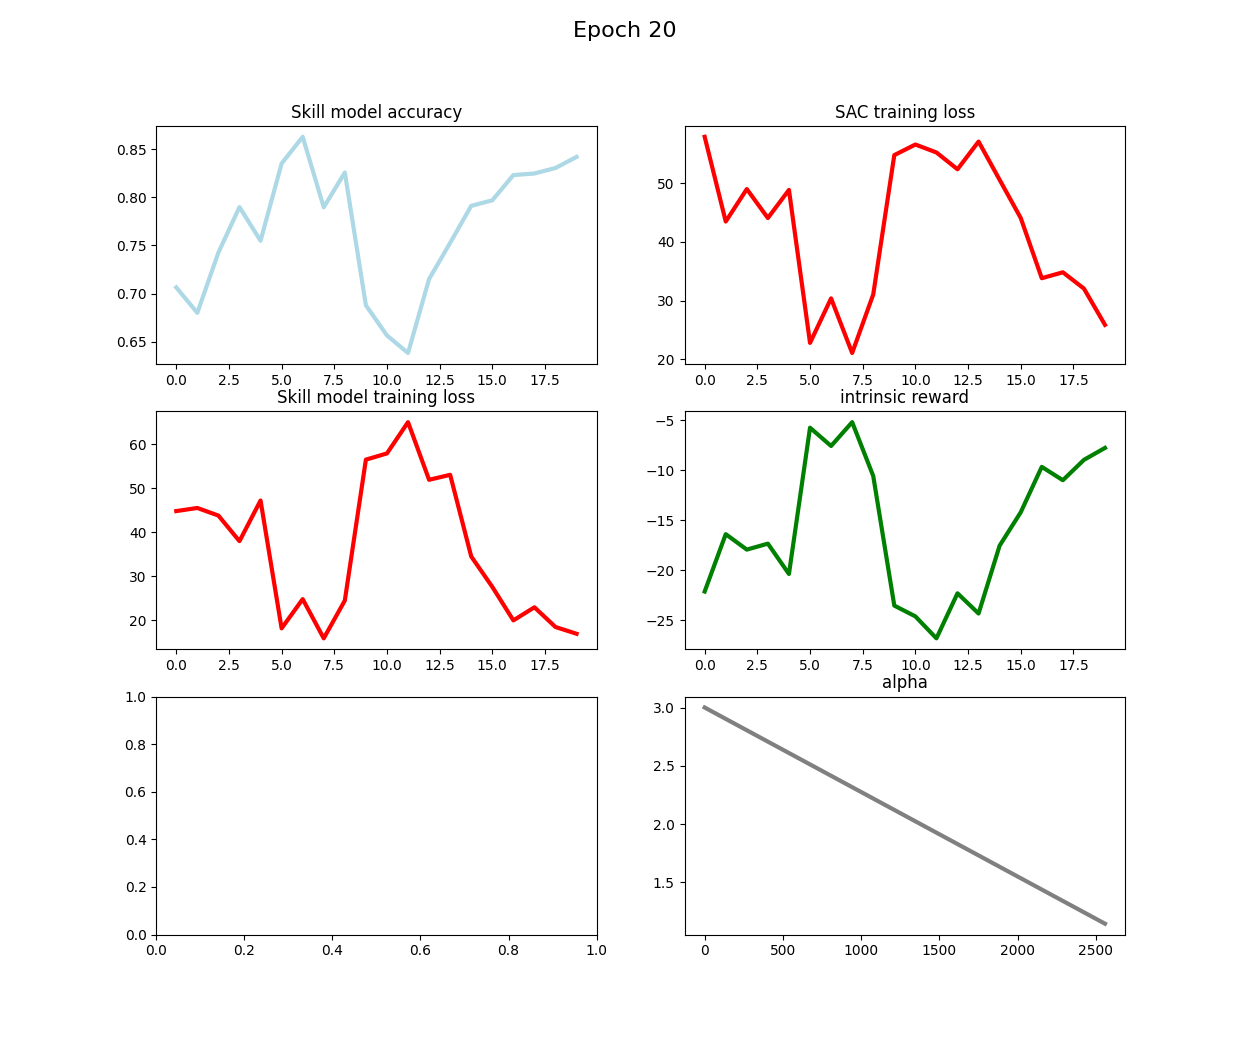 Epoch 20
Skill model accuracy
0.85
0.80
0.75
0.70
0.65
0.0 2.5 5.0 7.5 10.0 12.5 15.0 17.5
SAC training loss
50
40
30
20
0.0 2.5 5.0 7.5 10.0 12.5 15.0 17.5
Skill model training loss
60
50
40
30
20
0.0 2.5 5.0 7.5 10.0 12.5 15.0 17.5
intrinsic reward
−5
−10
−15
−20
−25
0.0 2.5 5.0 7.5 10.0 12.5 15.0 17.5
1.0
0.8
0.6
0.4
0.2
0.0
0.0 0.2 0.4 0.6 0.8 1.0
alpha
3.0
2.5
2.0
1.5
0 500 1000 1500 2000 2500